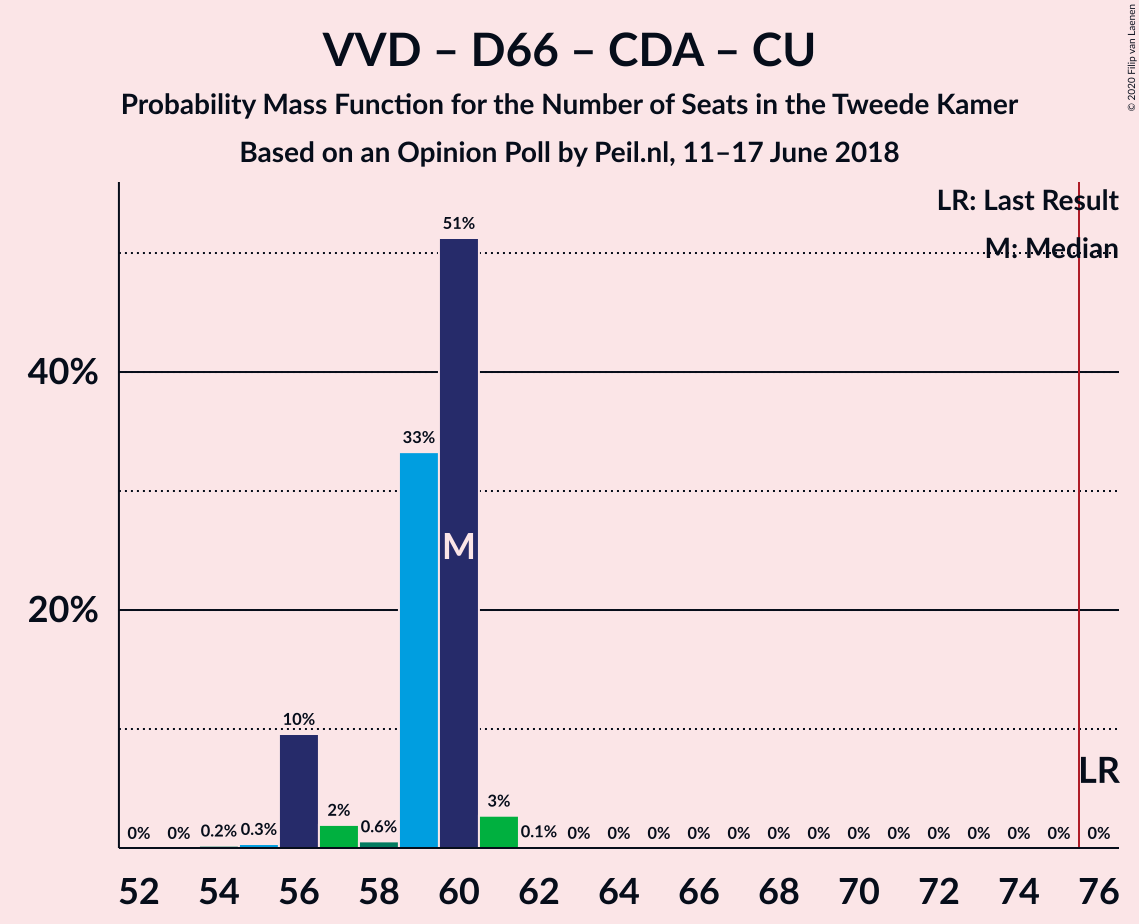 VVD – D66 – CDA – CU
Probability Mass Function for the Number of Seats in the Tweede Kamer
Based on an Opinion Poll by Peil.nl, 11–17 June 2018
© 2020 Filip van Laenen
LR: Last Result
M: Median
40%
20%
0% 0% 0.2% 0.3% 10% 2% 0.6% 33% 51% 3% 0.1% 0% 0% 0% 0% 0% 0% 0% 0% 0% 0% 0% 0% 0% 0%
M
LR
52 54 56 58 60 62 64 66 68 70 72 74 76